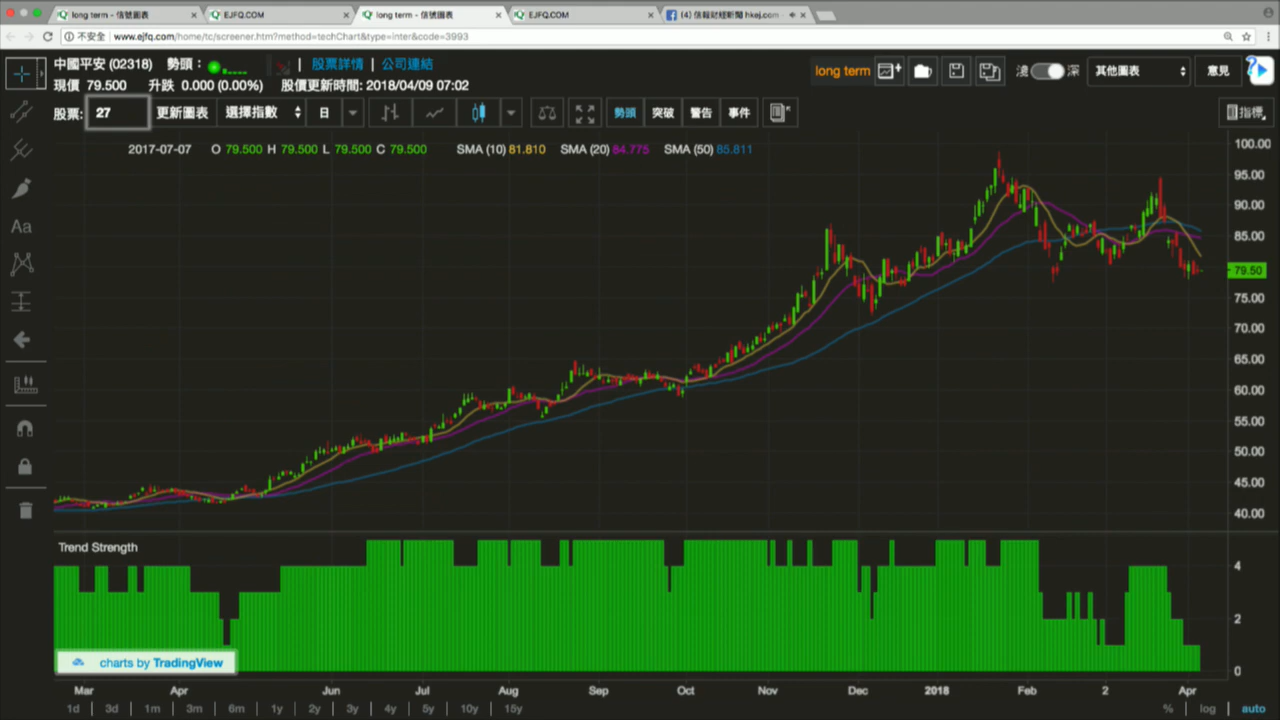 long term - 信號圖表
EJFQ.COM
long term - 信號圖表
EJFQ.COM
(4) 信報財經新聞 hkej.com -
不安全 www.ejfq.com/home/tc/screener.htm?method=techChart&type=inter&code=3993
中國平安 (02318) 勢頭： 股票詳情 公司連結
現價 79.500 升跌 0.000 (0.00%) 股價更新時間: 2018/04/09 07:02
long term 淺 深 其他圖表 意見
股票: 27 更新圖表 選擇指數 日 勢頭 突破 警告 事件 指標
2017-07-07 O 79.500 H 79.500 L 79.500 C 79.500 SMA (10) 81.810 SMA (20) 84.775 SMA (50) 85.811
Aa
100.00
95.00
90.00
85.00
79.50
75.00
70.00
65.00
60.00
55.00
50.00
45.00
40.00
Trend Strength
4
2
0
charts by TradingView
Mar Apr Jun Jul Aug Sep Oct Nov Dec 2018 Feb 2 Apr
1d 3d 1m 3m 6m 1y 2y 3y 4y 5y 10y 15y % log auto